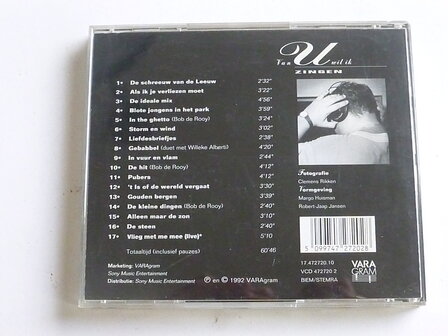 Van U wil ik
ZINGEN
1• De schreeuw van de Leeuw 2'32"
2• Als ik je verliezen moet 3'22"
3• De ideale mix 4'56"
4• Blote jongens in het park 3'59"
5• In the ghetto (Bob de Rooy) 3'24"
6• Storm en wind 3'02"
7• Liefdesbriefjes 2'58"
8• Gebabbel (duet met Willeke Alberti) 4'20"
9• In vuur en vlam 2'44"
10• De hit (Bob de Rooy) 4'12"
11• Pubers 4'12"
12• 't Is of de wereld vergaat 3'30"
13• Gouden bergen 3'39"
14• De kleine dingen (Bob de Rooy) 2'40"
15• Alleen maar de zon 3'10"
16• De steen 2'40"
17• Vlieg met me mee (live)* 5'10
Totaaltijd (inclusief pauzes) 60'46
Marketing: VARAgram
Sony Music Entertainment
Distributie: Sony Music Entertainment
℗ en © 1992 VARAgram
Fotografie
Clemens Rikken
Vormgeving
Margo Huisman
Robert-Jaap Jansen
5 099747 272028
17.472720.10
VCD 472720 2
BIEM/STEMRA
VARA
GRAM